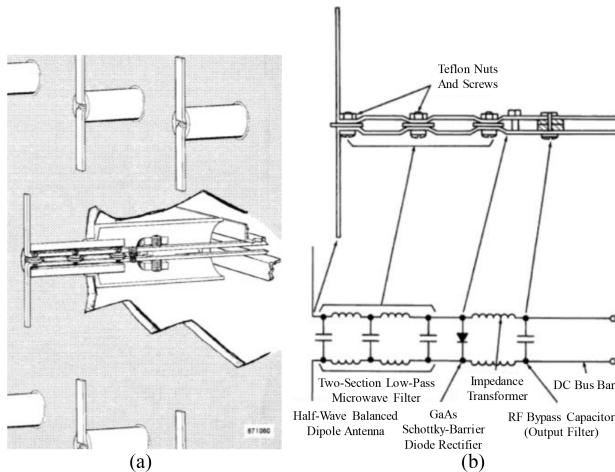 Teflon Nuts
And Screws
Two-Section Low-Pass
Microwave Filter
Impedance
Transformer
DC Bus Bar
Half-Wave Balanced
Dipole Antenna
GaAs
Schottky-Barrier
Diode Rectifier
RF Bypass Capacitor
(Output Filter)
671060
(a)
(b)